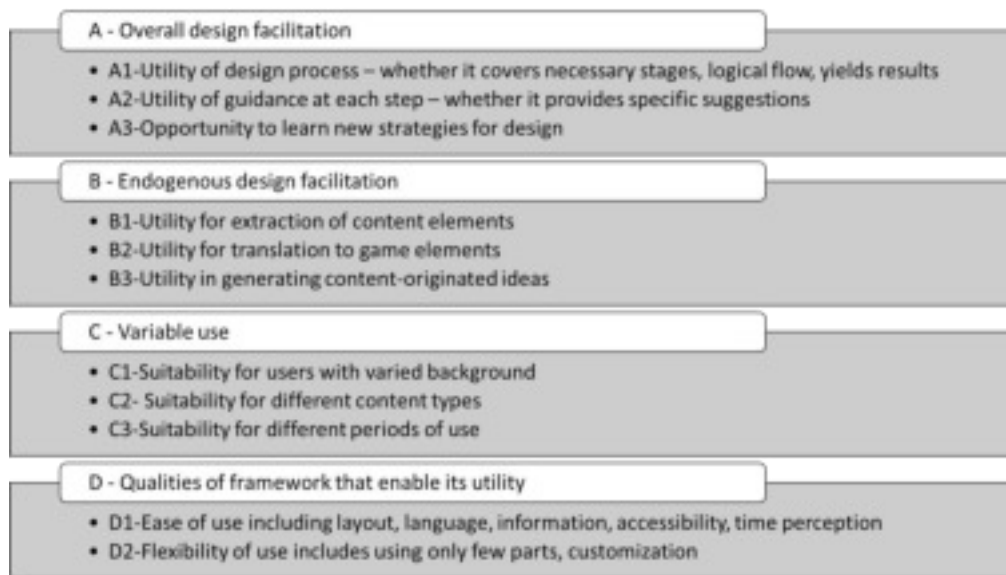 A - Overall design facilitation
• A1-Utility of design process – whether it covers necessary stages, logical flow, yields results
• A2-Utility of guidance at each step – whether it provides specific suggestions
• A3-Opportunity to learn new strategies for design
B - Endogenous design facilitation
• B1-Utility for extraction of content elements
• B2-Utility for translation to game elements
• B3-Utility in generating content-originated ideas
C - Variable use
• C1-Suitability for users with varied background
• C2- Suitability for different content types
• C3-Suitability for different periods of use
D - Qualities of framework that enable its utility
• D1-Ease of use including layout, language, information, accessibility, time perception
• D2-Flexibility of use includes using only few parts, customization